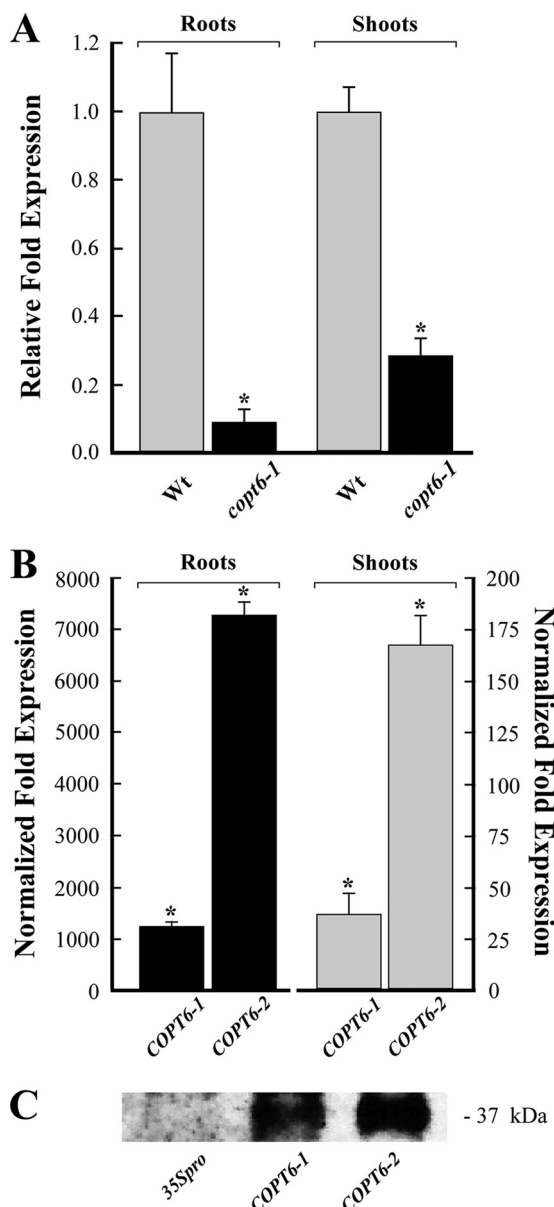 A
Roots Shoots
Relative Fold Expression
1.2
1.0
0.8
0.6
0.4
0.2
0.0
* *
Wt copt6-1 Wt copt6-1
B
Roots Shoots
Normalized Fold Expression
8000
7000
6000
5000
4000
3000
2000
1000
0
* * * *
200
175
150
125
100
75
50
25
0
Normalized Fold Expression
COPT6-1 COPT6-2 COPT6-1 COPT6-2
C
- 37 kDa
35Spro COPT6-1 COPT6-2